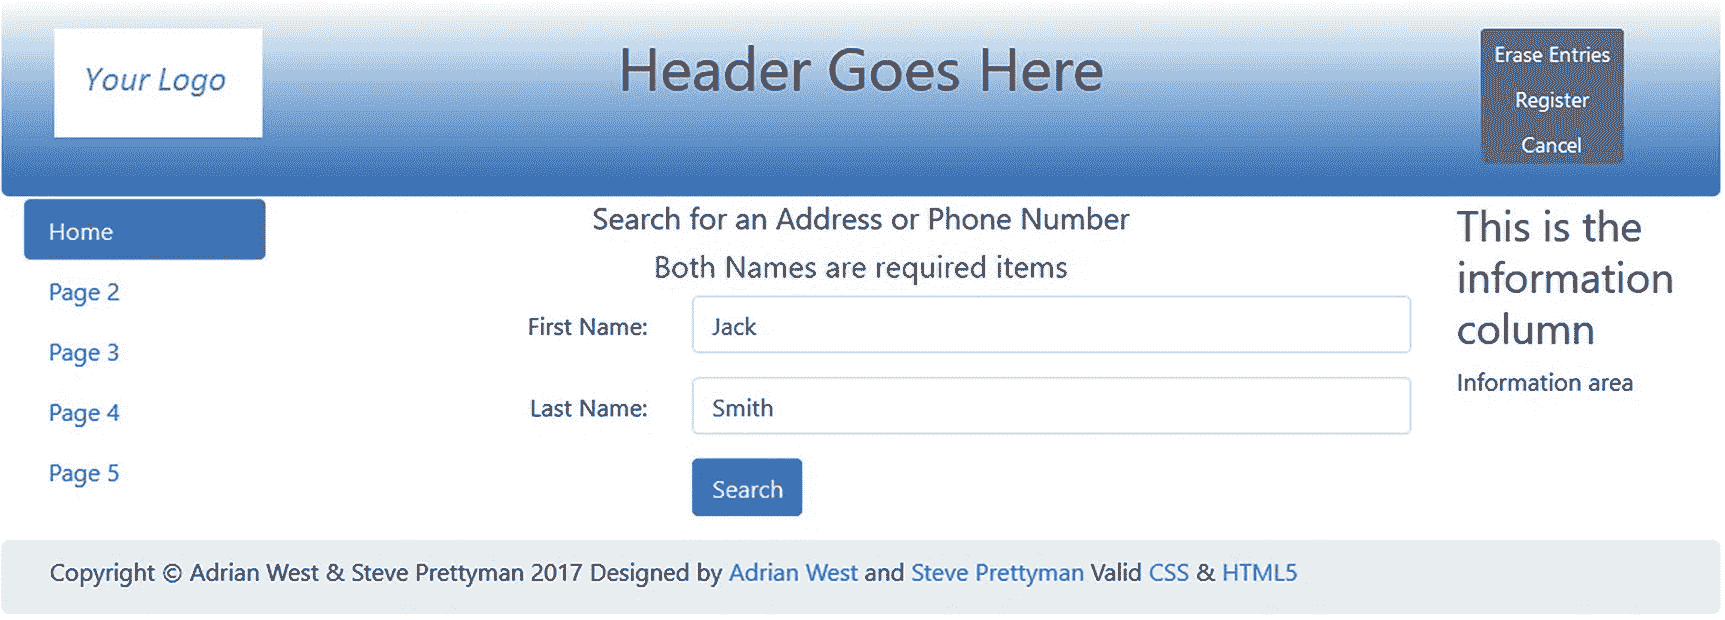 Your Logo
Header Goes Here
Erase Entries
Register
Cancel
Home
Page 2
Page 3
Page 4
Page 5
Search for an Address or Phone Number
Both Names are required items
First Name: Jack
Last Name: Smith
Search
This is the
information
column
Information area
Copyright © Adrian West & Steve Prettyman 2017 Designed by Adrian West and Steve Prettyman Valid CSS & HTML5